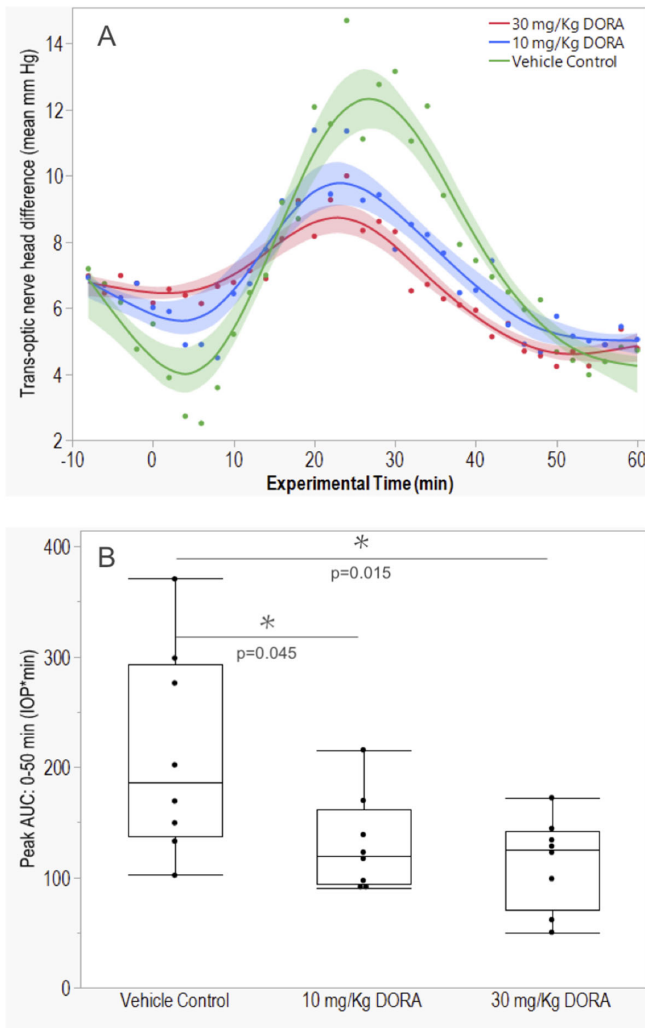 A
30 mg/Kg DORA
10 mg/Kg DORA
Vehicle Control
Trans-optic nerve head difference (mean mm Hg)
14
12
10
8
6
4
2
-10 0 10 20 30 40 50 60
Experimental Time (min)
B
Peak AUC: 0-50 min (IOP*min)
400
300
200
100
0
*
p=0.015
*
p=0.045
Vehicle Control 10 mg/Kg DORA 30 mg/Kg DORA